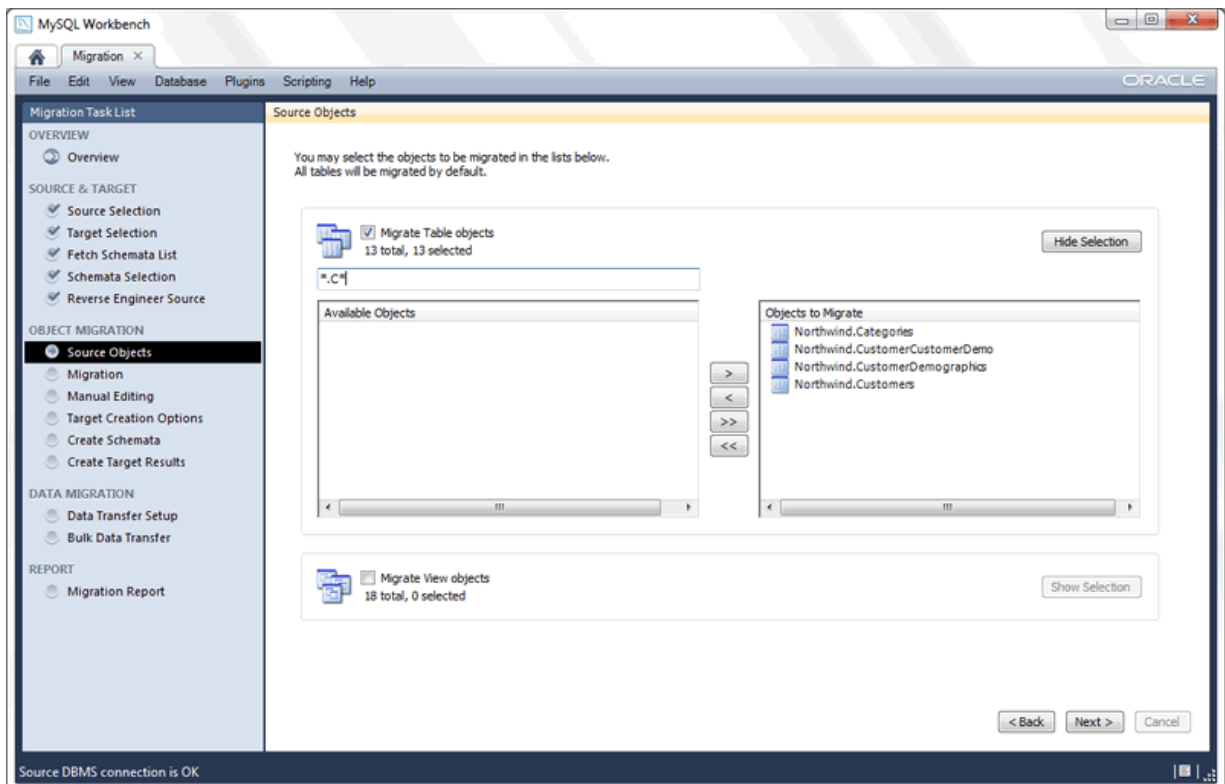 MySQL Workbench
Migration
File Edit View Database Plugins Scripting Help ORACLE
Migration Task List
OVERVIEW
Overview
SOURCE & TARGET
Source Selection
Target Selection
Fetch Schemata List
Schemata Selection
Reverse Engineer Source
OBJECT MIGRATION
Source Objects
Migration
Manual Editing
Target Creation Options
Create Schemata
Create Target Results
DATA MIGRATION
Data Transfer Setup
Bulk Data Transfer
REPORT
Migration Report
Source Objects
You may select the objects to be migrated in the lists below.
All tables will be migrated by default.
Migrate Table objects
13 total, 13 selected
Hide Selection
*.C*
Available Objects
>
<
>>
<<
Objects to Migrate
Northwind.Categories
Northwind.CustomerCustomerDemo
Northwind.CustomerDemographics
Northwind.Customers
Migrate View objects
18 total, 0 selected
Show Selection
< Back Next > Cancel
Source DBMS connection is OK